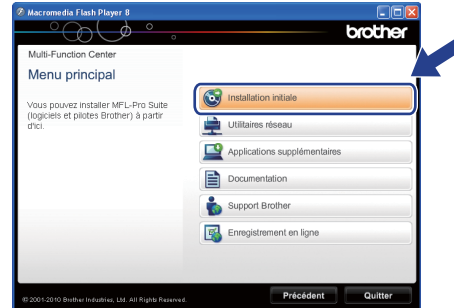 Macromedia Flash Player 8
brother
Multi-Function Center
Menu principal
Vous pouvez installer MFL-Pro Suite
(logiciels et pilotes Brother) à partir
d'ici.
Installation initiale
Utilitaires réseau
Applications supplémentaires
Documentation
Support Brother
Enregistrement en ligne
© 2001-2010 Brother Industries, Ltd. All Rights Reserved.
Précédent
Quitter